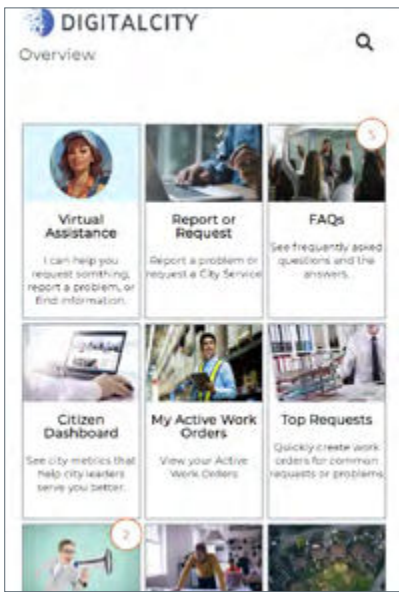 DIGITALCITY
Overview
5
Virtual
Assistance
I can help you
request somthing,
report a problem, or
find information.
Report or
Request
Report a problem or
request a City Service
FAQs
See frequently asked
questions and the
answers.
Citizen
Dashboard
See city metrics that
help city leaders
serve you better.
My Active Work
Orders
View your Active
Work Orders
Top Requests
Quickly create work
orders for common
requests or problems
2